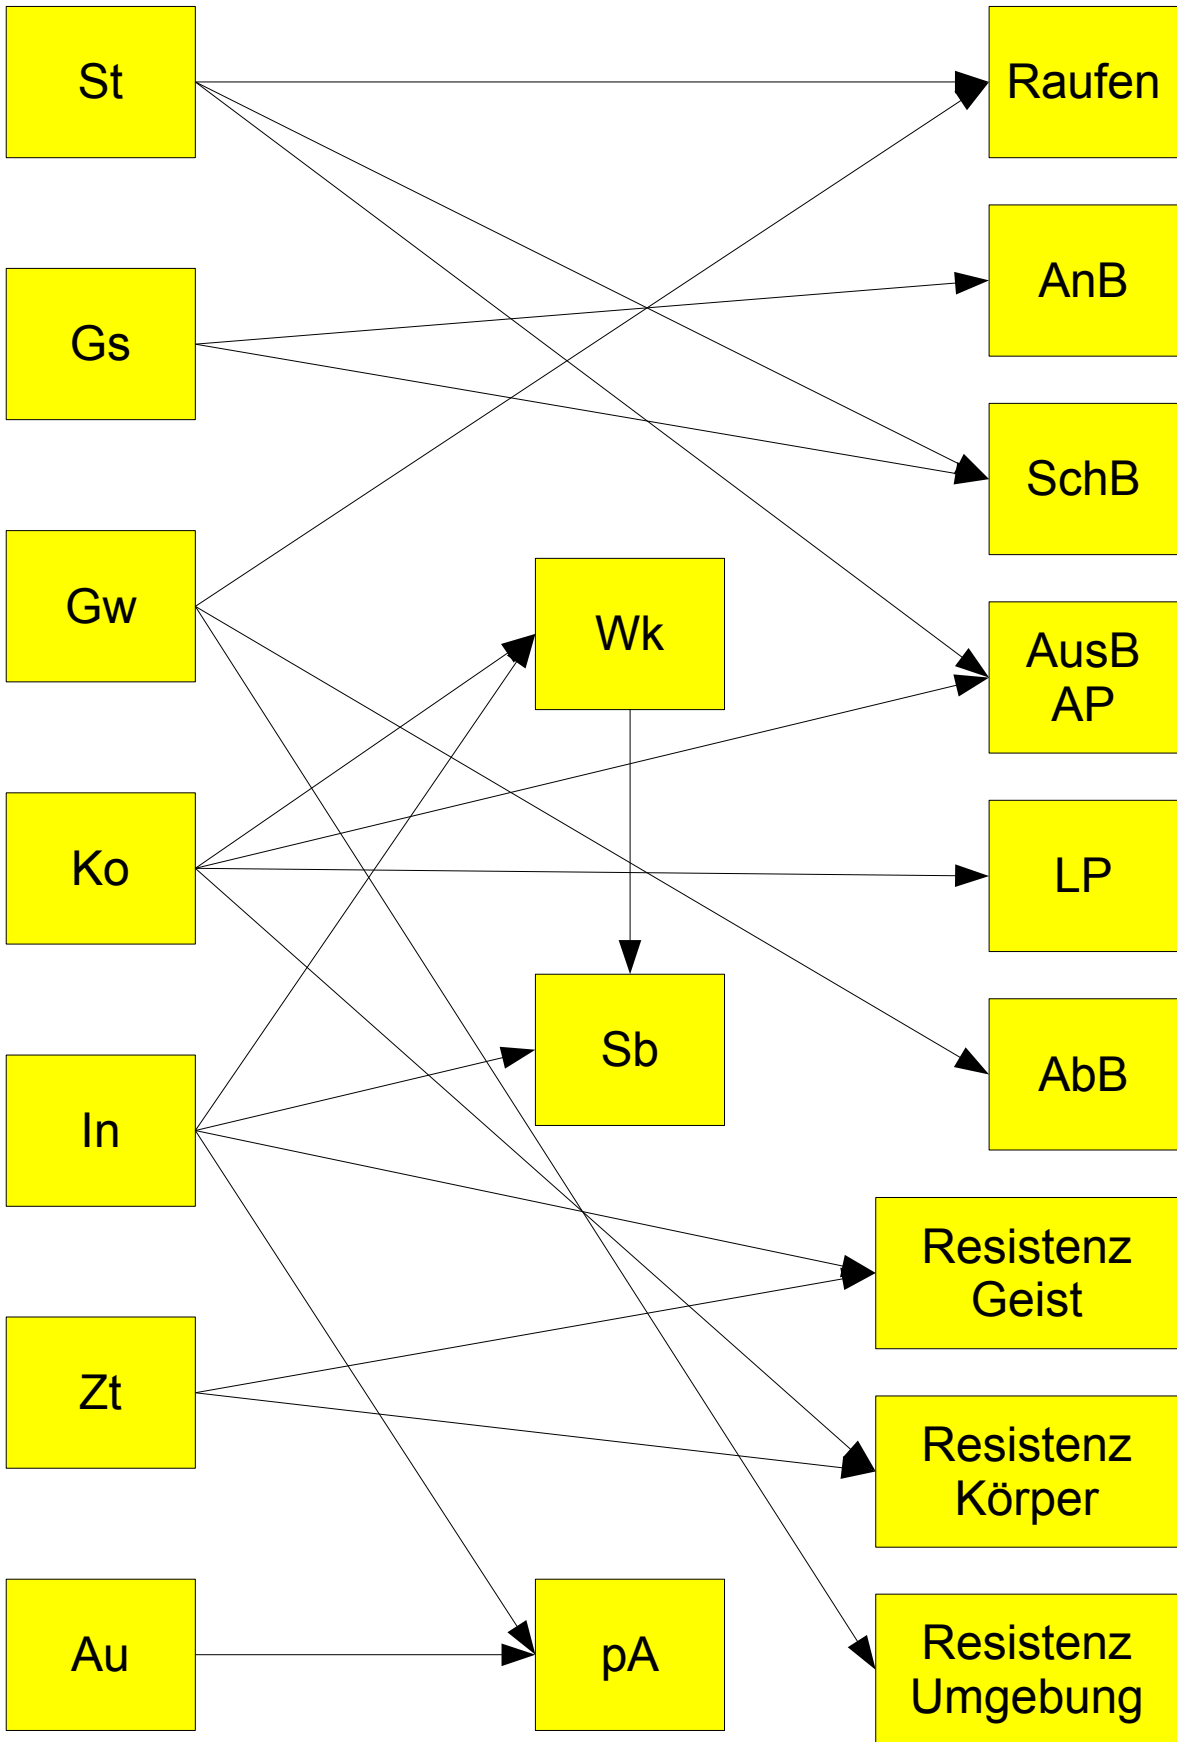 St
Raufen
AnB
Gs
SchB
Gw
Wk
AusB
AP
Ko
LP
Sb
AbB
In
Resistenz
Geist
Zt
Resistenz
Körper
Au
pA
Resistenz
Umgebung